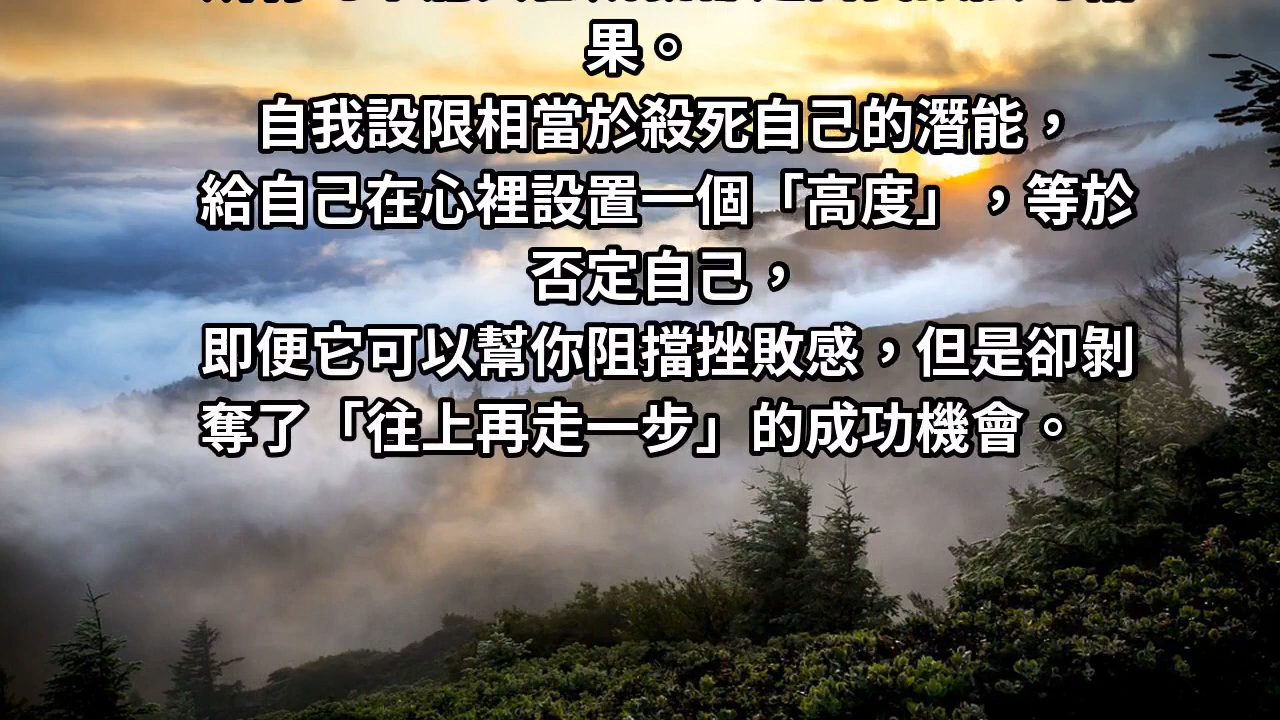 果。
自我設限相當於殺死自己的潛能，
給自己在心裡設置一個「高度」，等於
否定自己，
即便它可以幫你阻擋挫敗感，但是卻剝
奪了「往上再走一步」的成功機會。